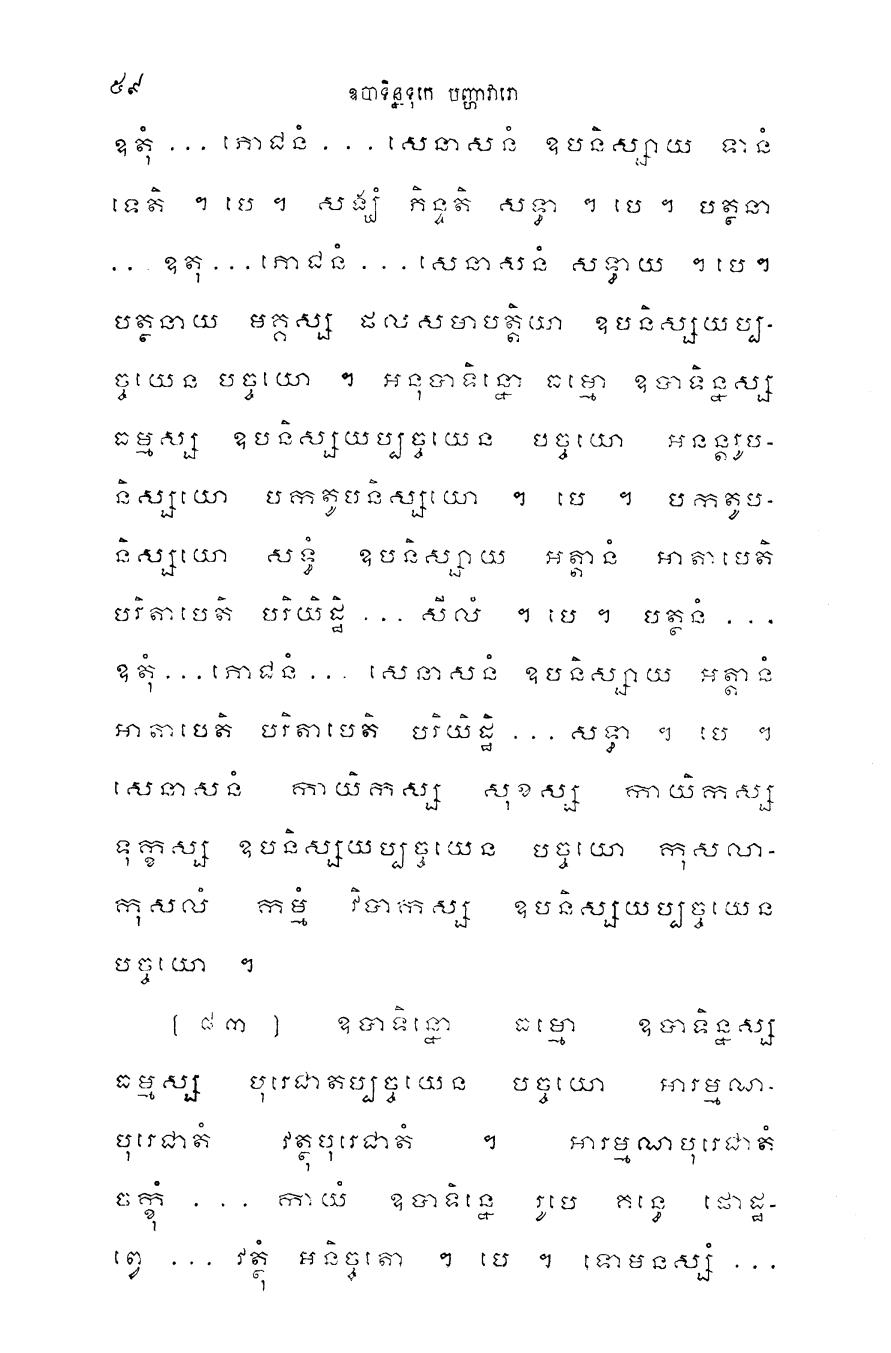 ៥៩
ឧបាទិន្នទុកេ បញ្ហាវារោ
ឧតុំ ... ភោជនំ ... សេនាសនំ ឧបនិស្សាយ ទានំ
ទេតិ ។ បេ ។ សង្ឃំ ភិន្ទតិ សទ្ធា ។ បេ ។ បត្ថនា
... ឧតុ ... ភោជនំ ... សេនាសនំ សទ្ធាយ ។ បេ ។
បត្ថនាយ មគ្គស្ស ផលសមាបត្តិយា ឧបនិស្សយប្ប-
ច្ចយេន បច្ចយោ ។ អនុបាទិន្នោ ធម្មោ ឧបាទិន្នស្ស
ធម្មស្ស ឧបនិស្សយប្បច្ចយេន បច្ចយោ អនន្តរូប-
និស្សយោ បកតូបនិស្សយោ ។ បេ ។ បកតូប-
និស្សយោ សទ្ធំ ឧបនិស្សាយ អត្តានំ អាតាបេតិ
បរិតាបេតិ បរិយិដ្ឋិ ... សីលំ ។ បេ ។ បត្ថនំ ...
ឧតុំ ... ភោជនំ ... សេនាសនំ ឧបនិស្សាយ អត្តានំ
អាតាបេតិ បរិតាបេតិ បរិយិដ្ឋិ ... សទ្ធា ។ បេ ។
សេនាសនំ កាយិកស្ស សុខស្ស កាយិកស្ស
ទុក្ខស្ស ឧបនិស្សយប្បច្ចយេន បច្ចយោ កុសលា-
កុសលំ កម្មំ វិបាកស្ស ឧបនិស្សយប្បច្ចយេន
បច្ចយោ ។
[ ៨៣ ] ឧបាទិន្នោ ធម្មោ ឧបាទិន្នស្ស
ធម្មស្ស បុរេជាតប្បច្ចយេន បច្ចយោ អារម្មណ-
បុរេជាតំ វត្ថុបុរេជាតំ ។ អារម្មណបុរេជាតំ
ចក្ខុំ ... កាយំ ឧបាទិន្នេ រូបេ គន្ធេ ផោដ្ឋ-
ព្វេ ... វត្ថុំ អនិច្ចតោ ។ បេ ។ ទោមនស្សំ ...